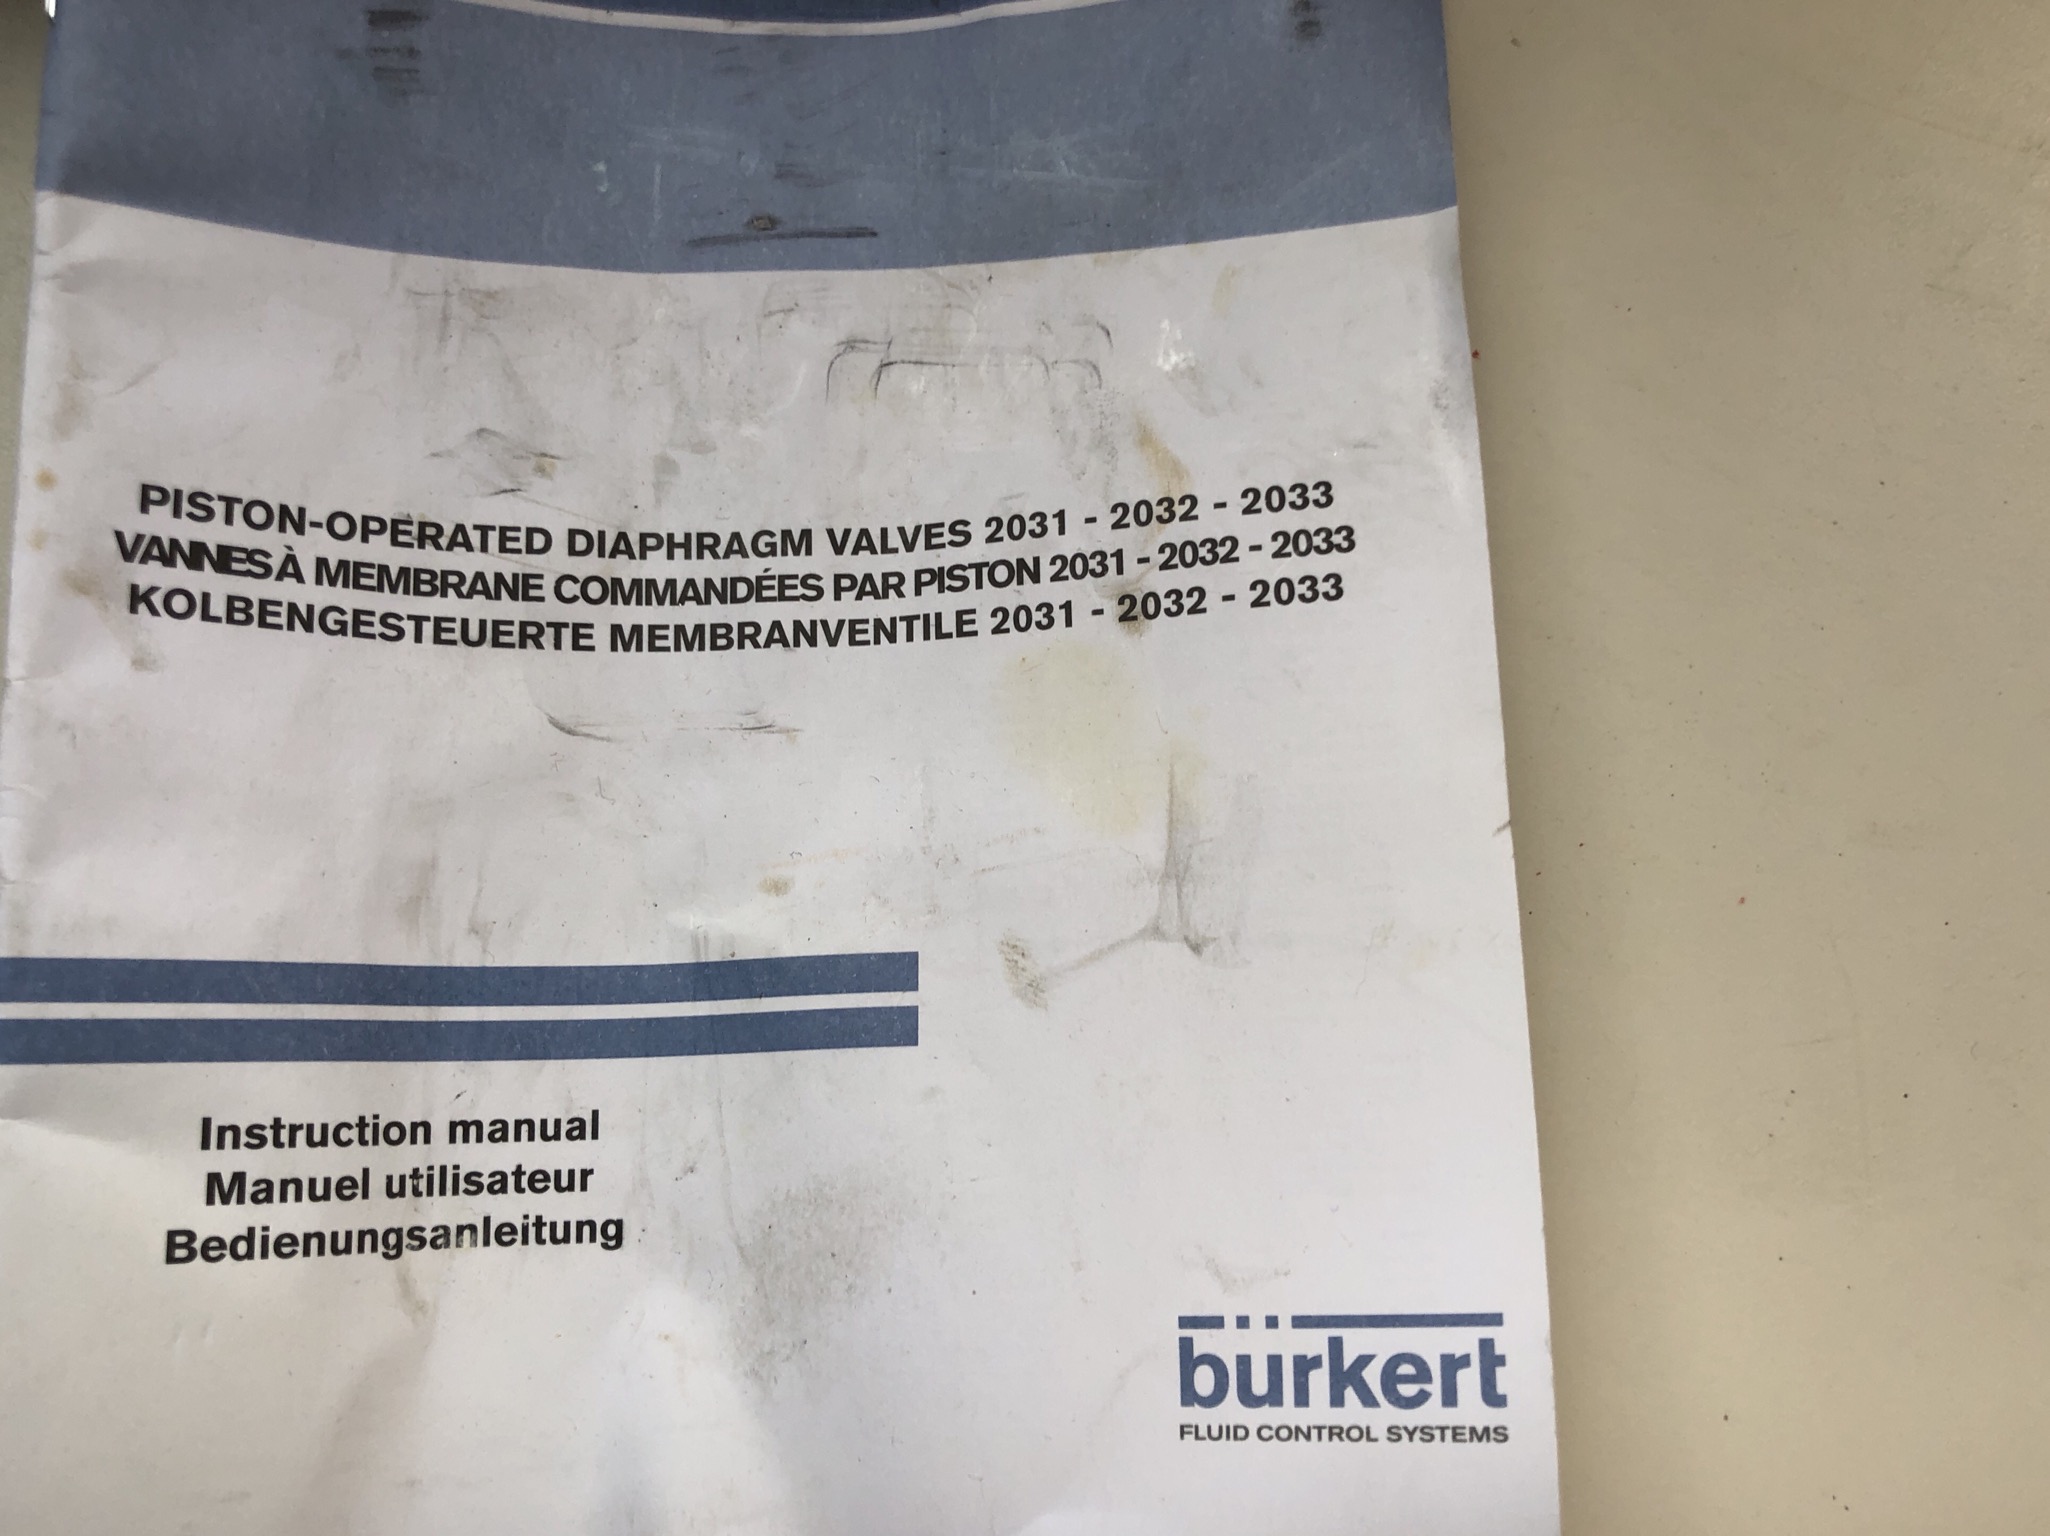 PISTON-OPERATED DIAPHRAGM VALVES 2031 - 2032 - 2033
VANNES À MEMBRANE COMMANDÉES PAR PISTON 2031 - 2032 - 2033
KOLBENGESTEUERTE MEMBRANVENTILE 2031 - 2032 - 2033
Instruction manual
Manuel utilisateur
Bedienungsanleitung
bürkert
FLUID CONTROL SYSTEMS